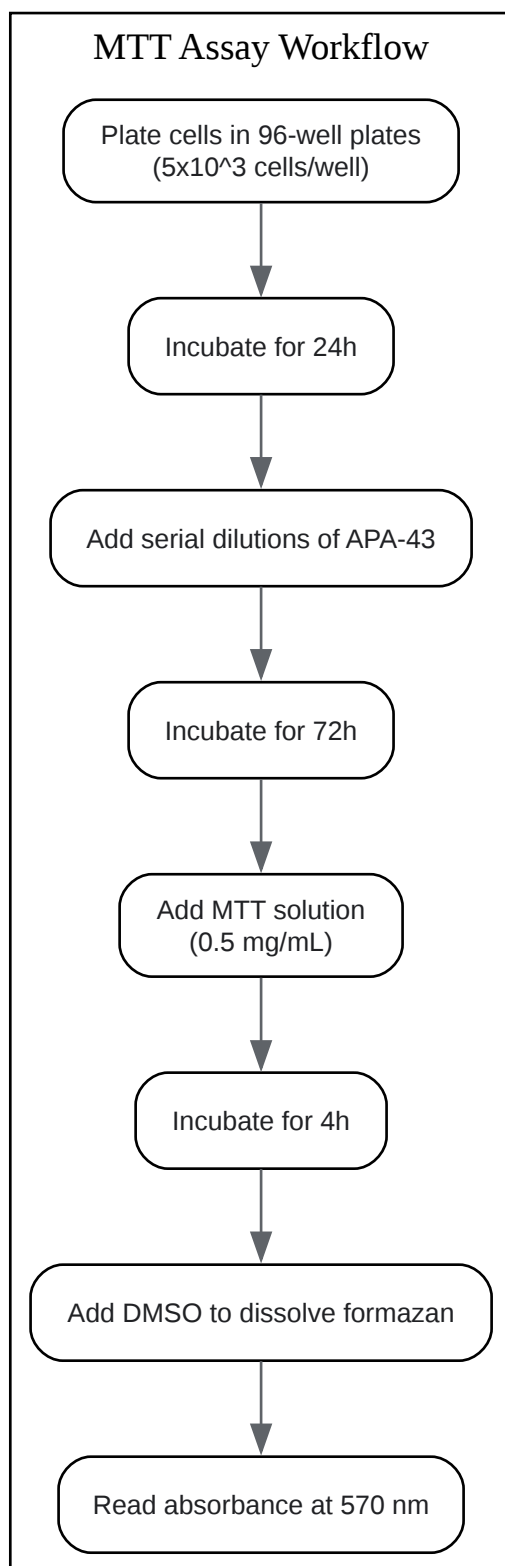 MTT Assay Workflow
Plate cells in 96-well plates
(5x10^3 cells/well)
Incubate for 24h
Add serial dilutions of APA-43
Incubate for 72h
Add MTT solution
(0.5 mg/mL)
Incubate for 4h
Add DMSO to dissolve formazan
Read absorbance at 570 nm